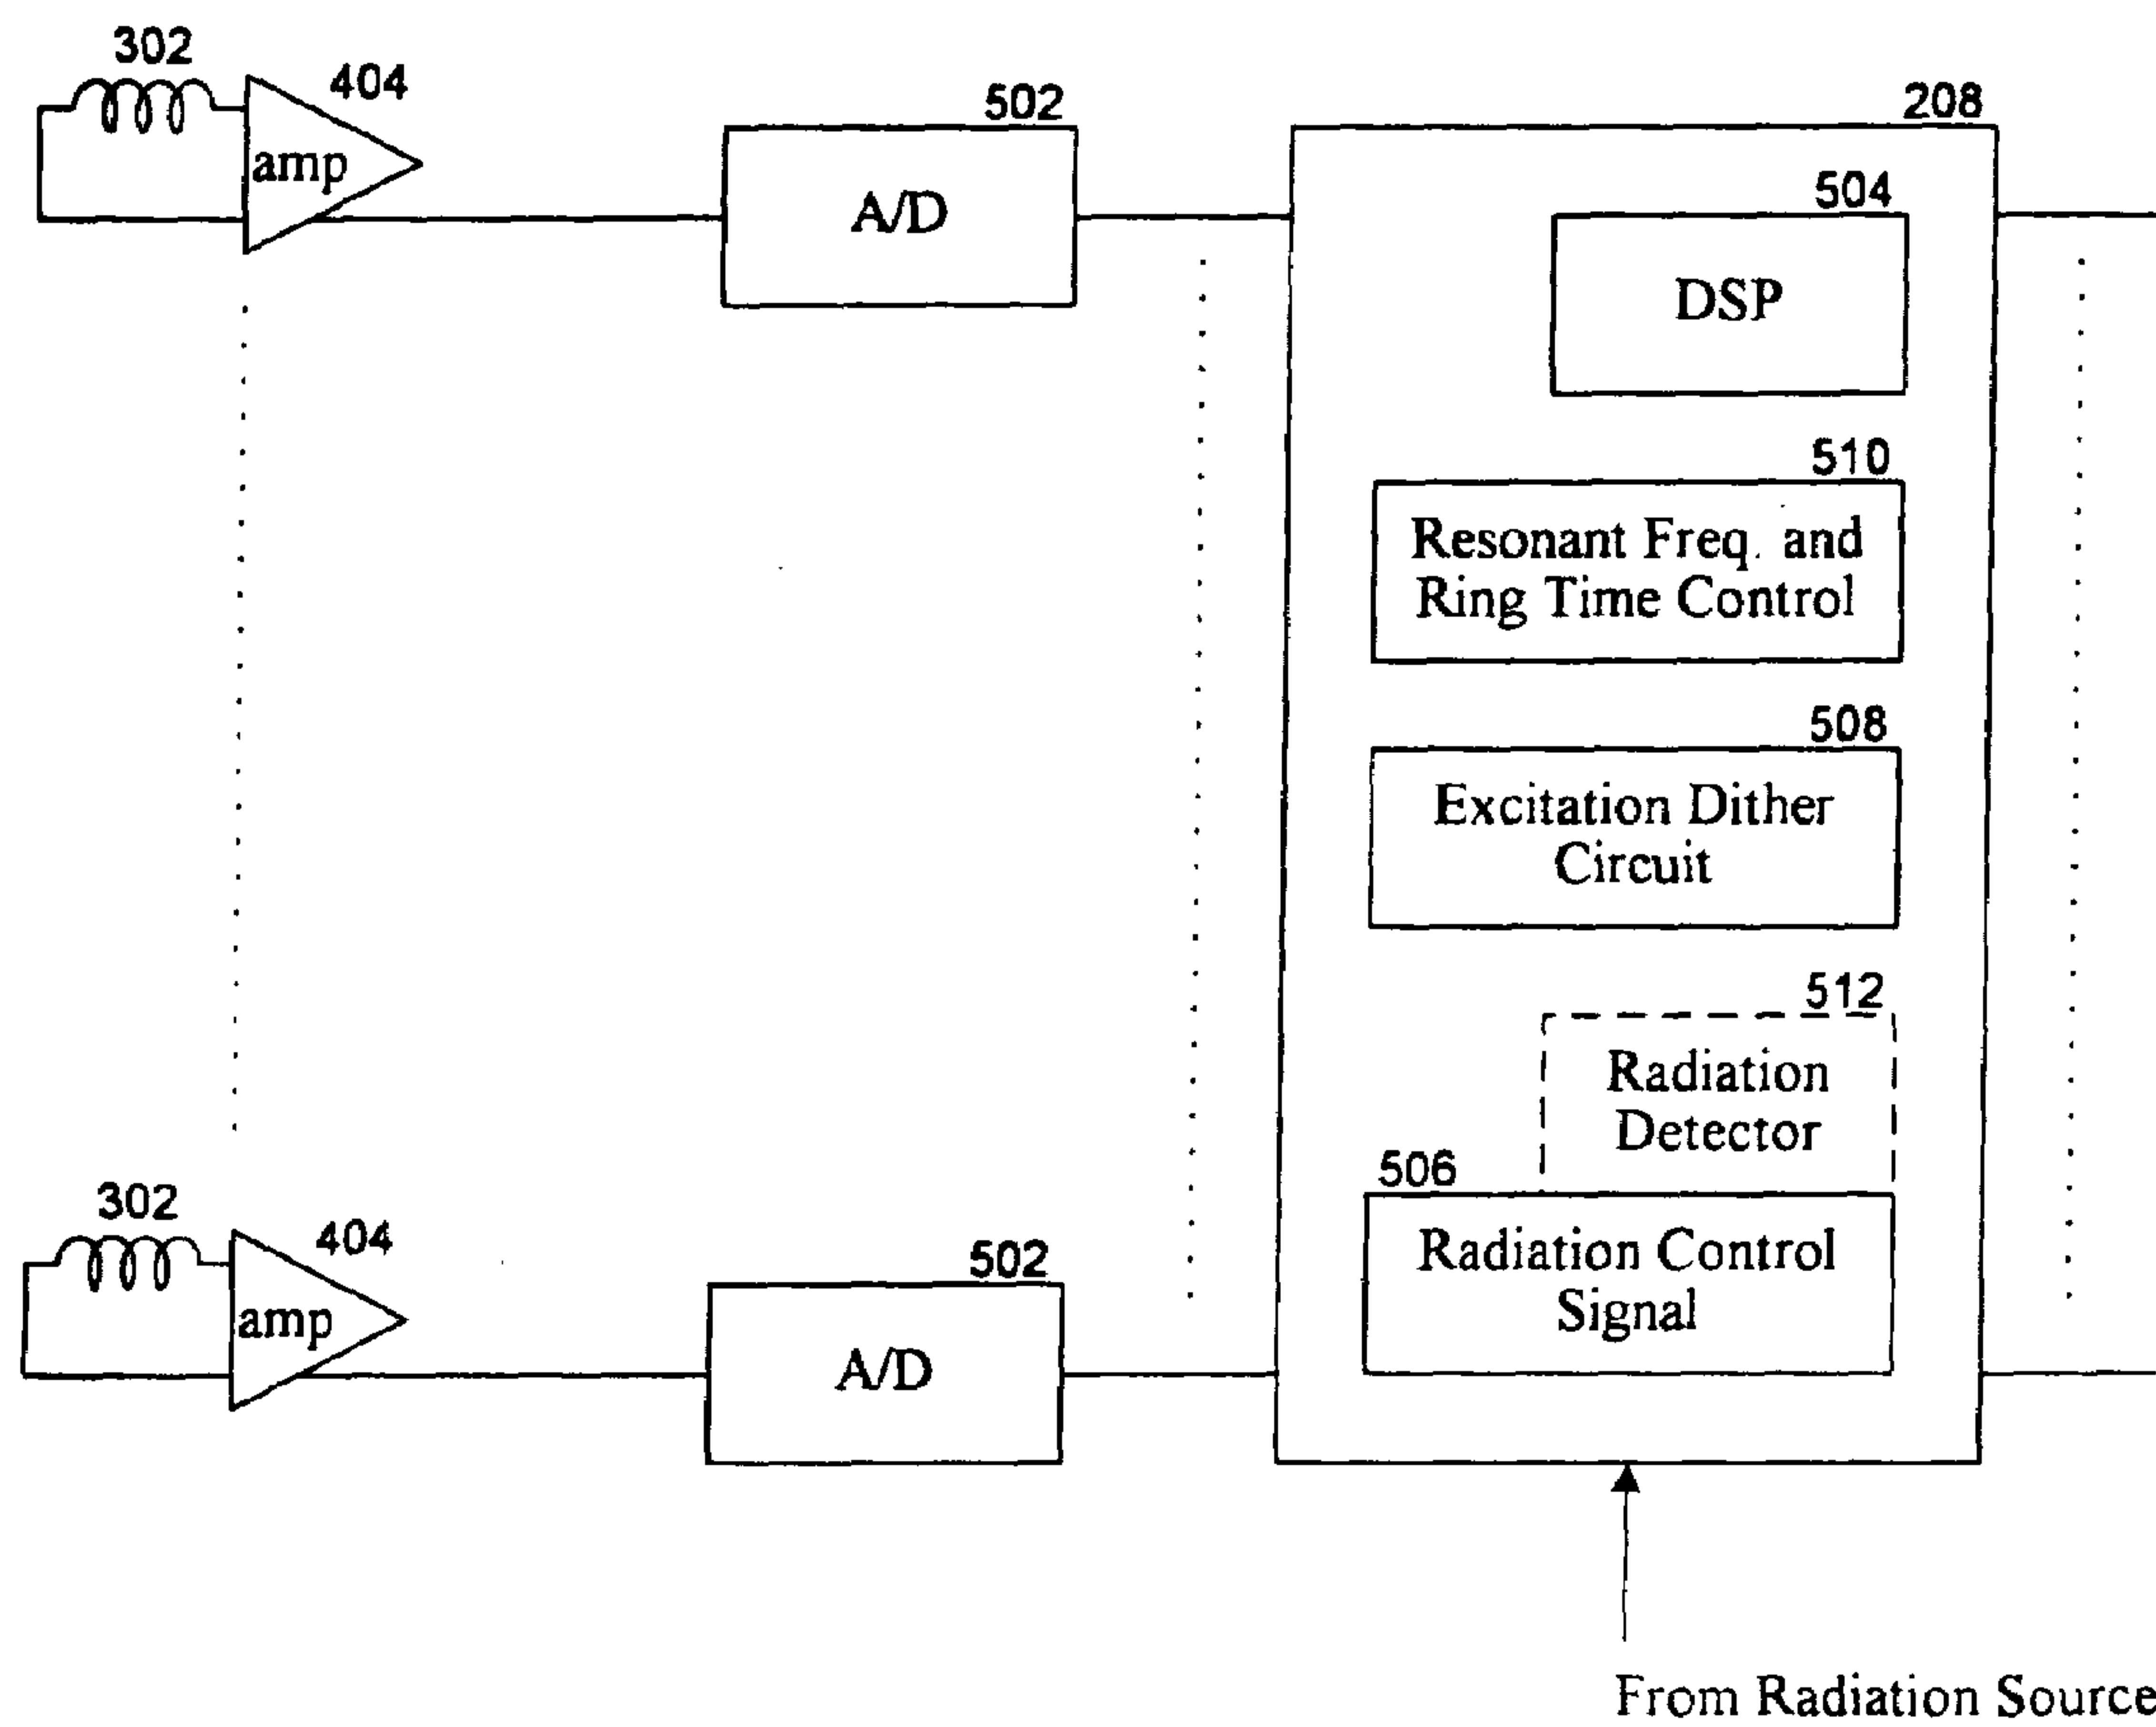 302
404
amp
502
A/D
208
504
DSP
510
Resonant Freq. and
Ring Time Control
508
Excitation Dither
Circuit
512
Radiation
Detector
506
Radiation Control
Signal
302
404
amp
502
A/D
From Radiation Source